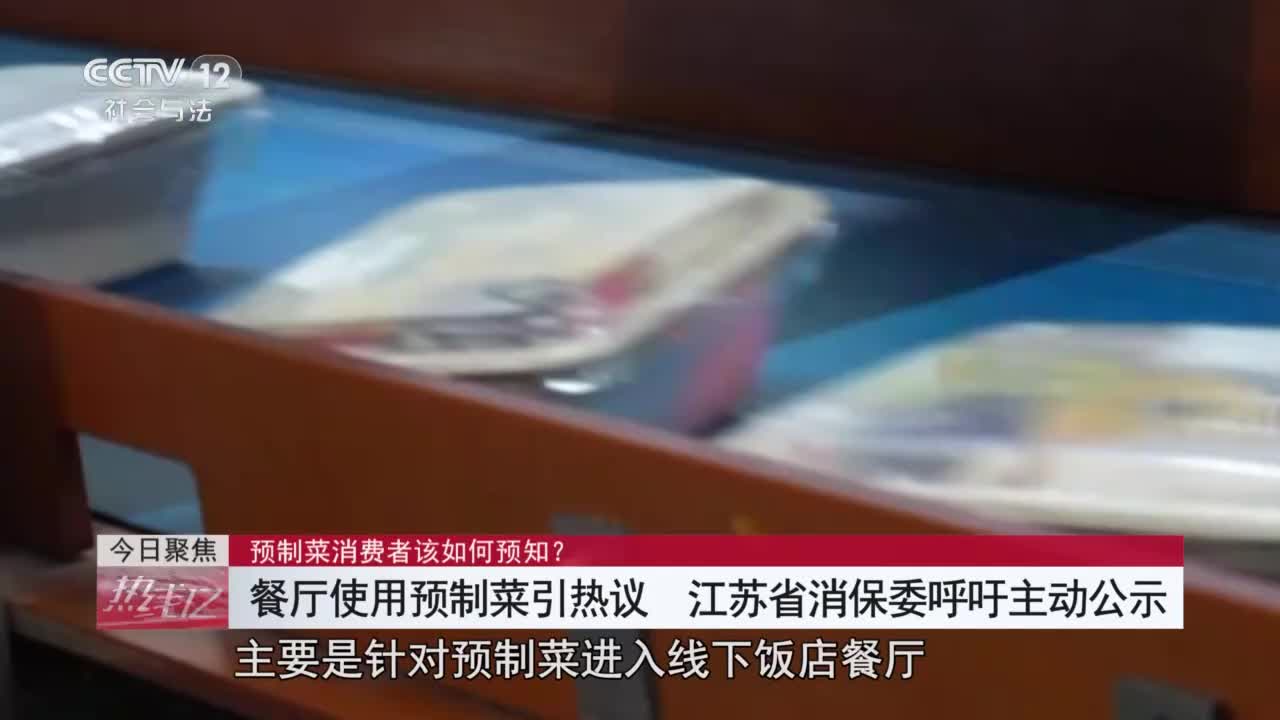 CCTV 12
社会与法
今日聚焦
预制菜消费者该如何预知？
热线12
餐厅使用预制菜引热议 江苏省消保委呼吁主动公示
主要是针对预制菜进入线下饭店餐厅